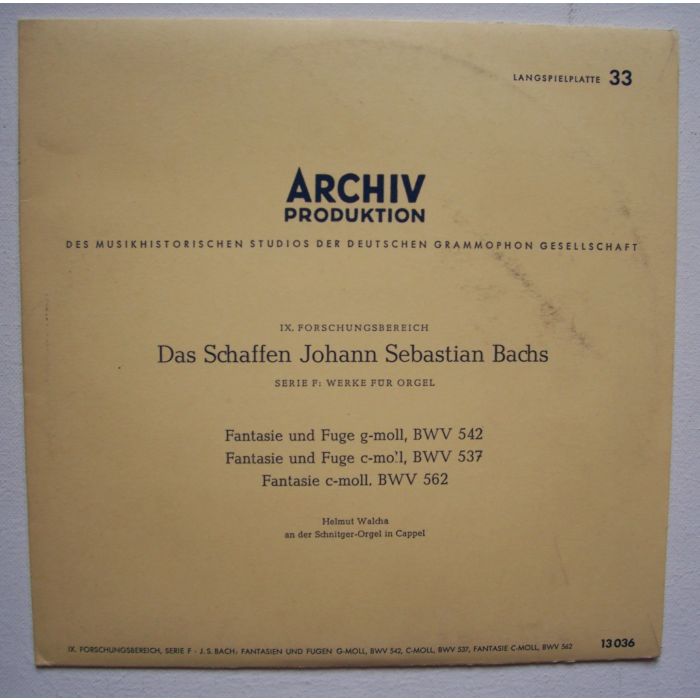 LANGSPIELPLATTE 33
ARCHIV
PRODUKTION
DES MUSIKHISTORISCHEN STUDIOS DER DEUTSCHEN GRAMMOPHON GESELLSCHAFT
IX. FORSCHUNGSBEREICH
Das Schaffen Johann Sebastian Bachs
SERIE F: WERKE FÜR ORGEL
Fantasie und Fuge g-moll, BWV 542
Fantasie und Fuge c-moll, BWV 537
Fantasie c-moll. BWV 562
Helmut Walcha
an der Schnitger-Orgel in Cappel
IX. FORSCHUNGSBEREICH, SERIE F - J. S. BACH: FANTASIEN UND FUGEN G-MOLL, BWV 542, C-MOLL, BWV 537, FANTASIE C-MOLL, BWV 562 13036